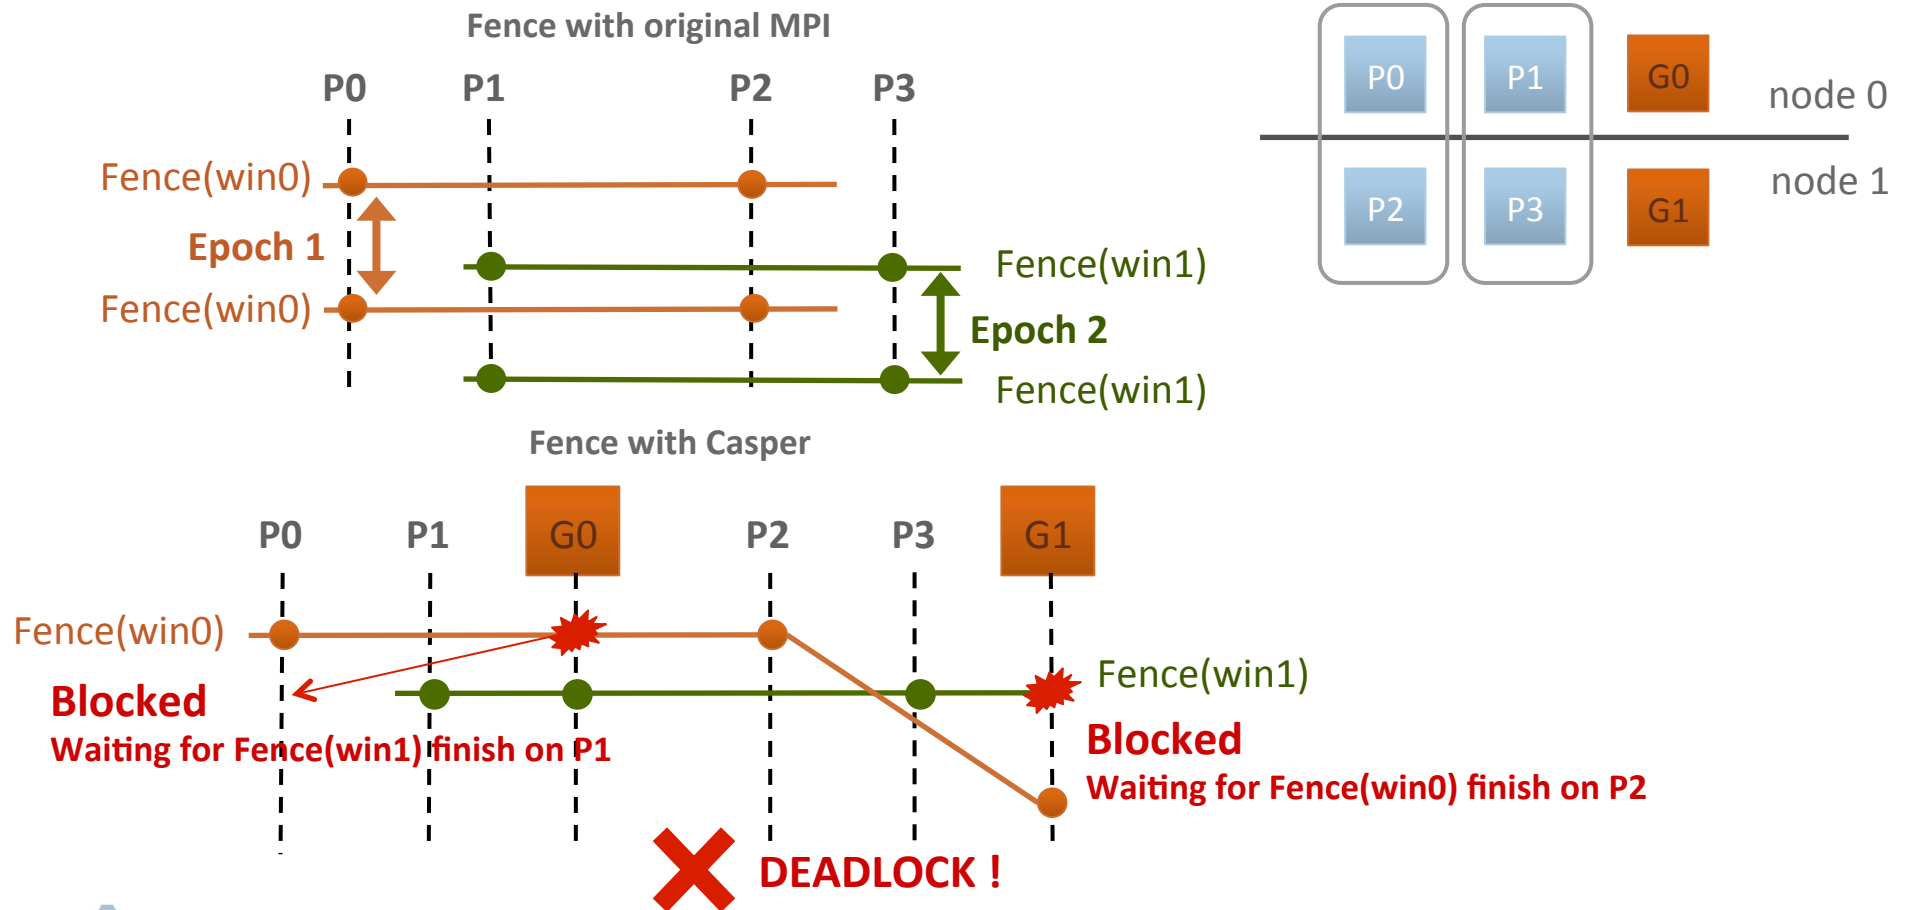 Fence with original MPI
P0 P1 P2 P3
Fence(win0)
Epoch 1
Fence(win0)
Fence(win1)
Epoch 2
Fence(win1)
P0 P1 G0
node 0
node 1
P2 P3 G1
Fence with Casper
P0 P1 G0 P2 P3 G1
Fence(win0)
Fence(win1)
Blocked
Waiting for Fence(win1) finish on P1
Blocked
Waiting for Fence(win0) finish on P2
DEADLOCK !